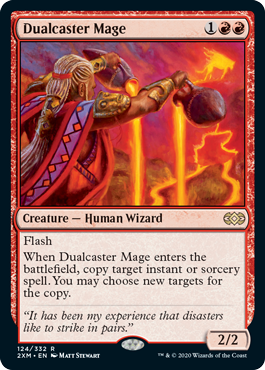 Dualcaster Mage 1
Creature — Human Wizard
Flash
When Dualcaster Mage enters the
battlefield, copy target instant or sorcery
spell. You may choose new targets for
the copy.
"It has been my experience that disasters
like to strike in pairs."
2/2
124/332 R
2XM • EN MATT STEWART
™ & © 2020 Wizards of the Coast